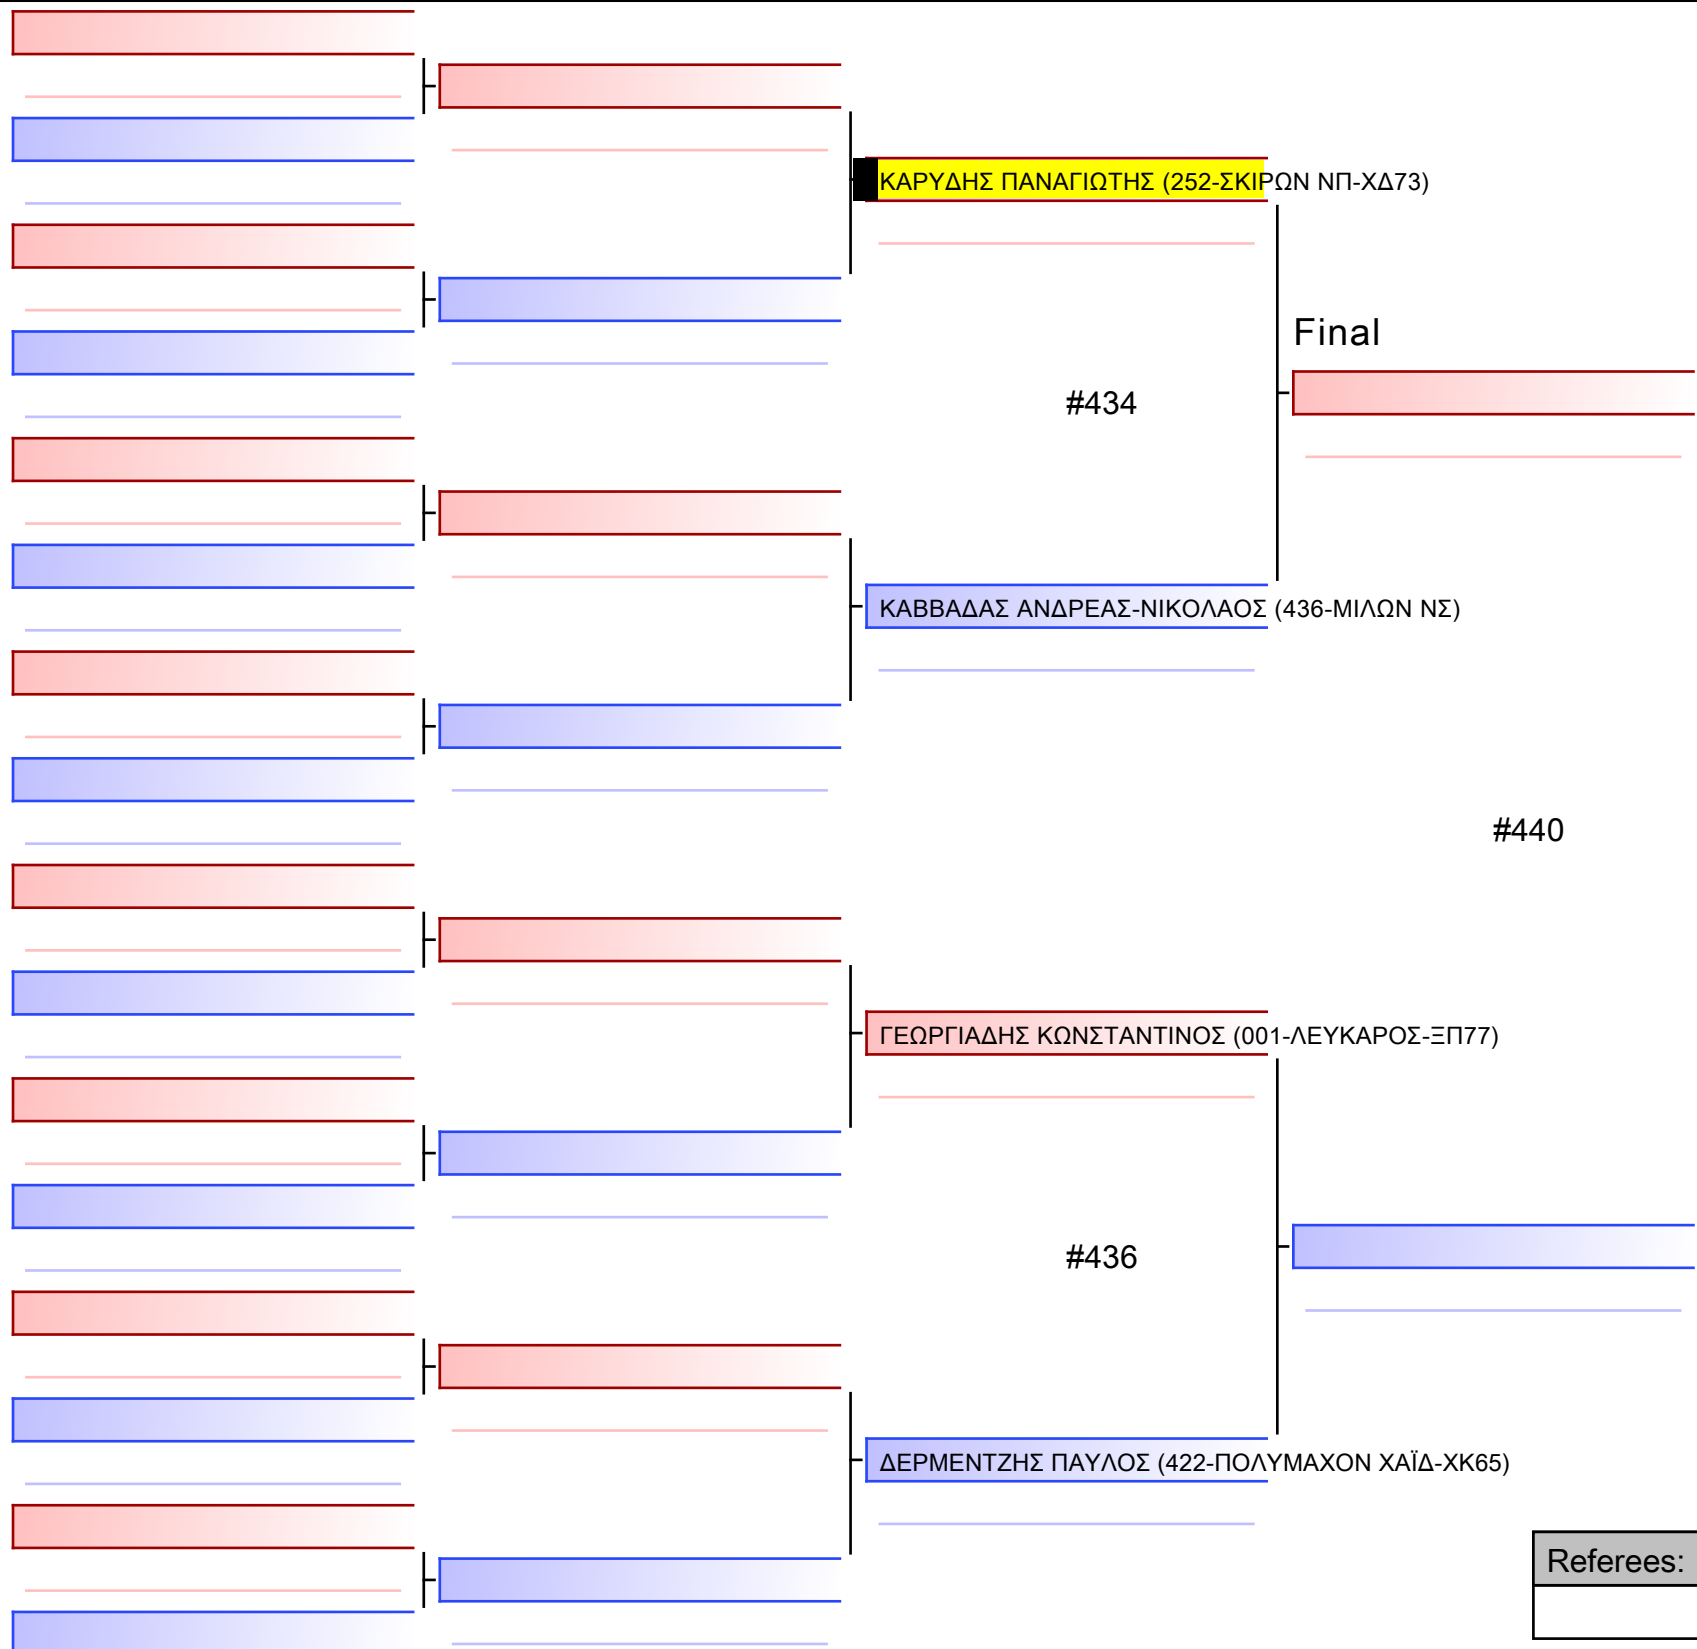 ΚΑΡΥΔΗΣ ΠΑΝΑΓΙΩΤΗΣ (252-ΣΚΙΡΩΝ ΝΠ-ΧΔ73)
Final
#434
ΚΑΒΒΑΔΑΣ ΑΝΔΡΕΑΣ-ΝΙΚΟΛΑΟΣ (436-ΜΙΛΩΝ ΝΣ)
#440
ΓΕΩΡΓΙΑΔΗΣ ΚΩΝΣΤΑΝΤΙΝΟΣ (001-ΛΕΥΚΑΡΟΣ-ΞΠ77)
#436
ΔΕΡΜΕΝΤΖΗΣ ΠΑΥΛΟΣ (422-ΠΟΛΥΜΑΧΟΝ ΧΑΪΔ-ΧΚ65)
Referees: